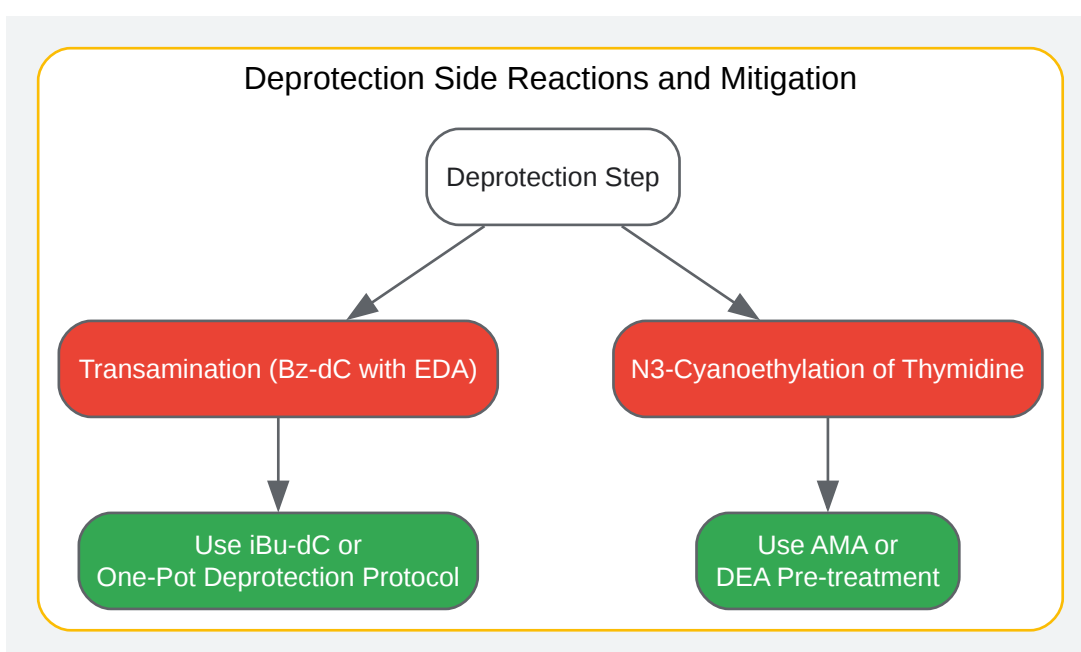 Deprotection Side Reactions and Mitigation
Deprotection Step
Transamination (Bz-dC with EDA)
N3-Cyanoethylation of Thymidine
Use iBu-dC or
One-Pot Deprotection Protocol
Use AMA or
DEA Pre-treatment